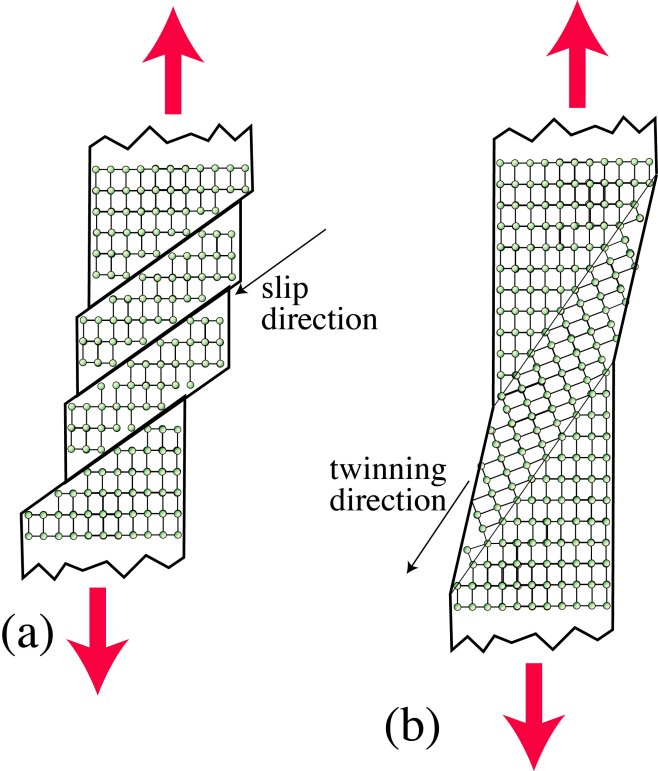 slip
direction
twinning
direction
(a)
(b)